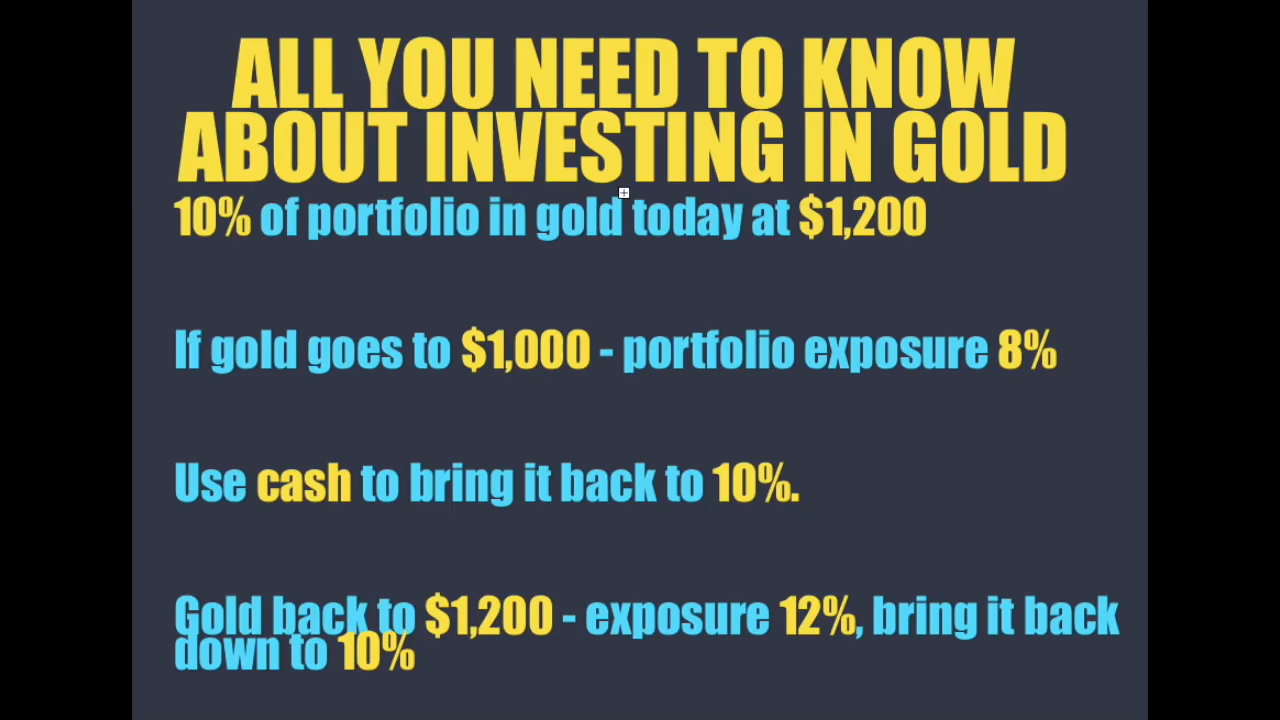 ALL YOU NEED TO KNOW
ABOUT INVESTING IN GOLD
10% of portfolio in gold today at $1,200
If gold goes to $1,000 - portfolio exposure 8%
Use cash to bring it back to 10%.
Gold back to $1,200 - exposure 12%, bring it back
down to 10%